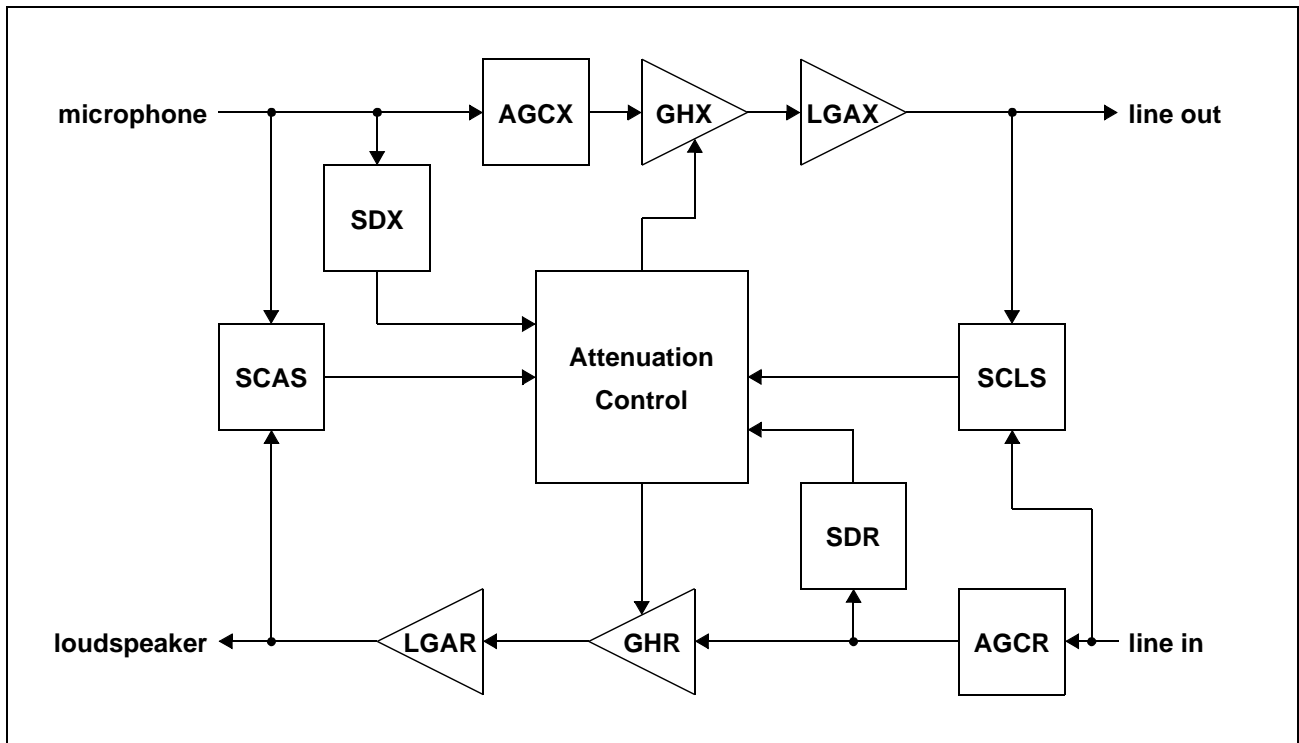 microphone
AGCX
GHX
LGAX
line out
SDX
SCAS
Attenuation
Control
SCLS
SDR
loudspeaker
LGAR
GHR
AGCR
line in